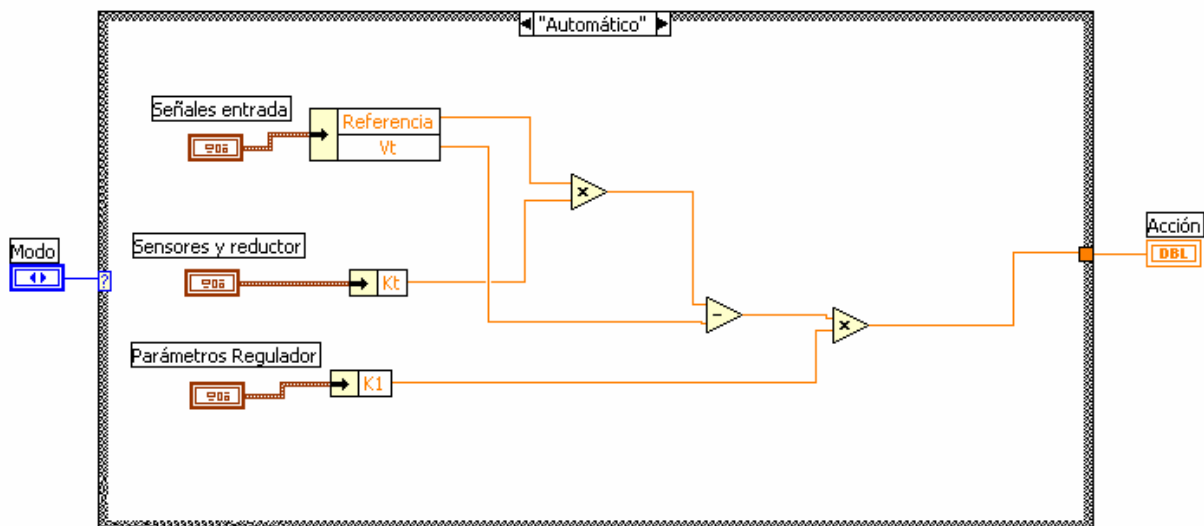 "Automático"
Señales entrada
Referencia
Vt
Modo
Sensores y reductor
Kt
Acción
DBL
Parámetros Regulador
K1